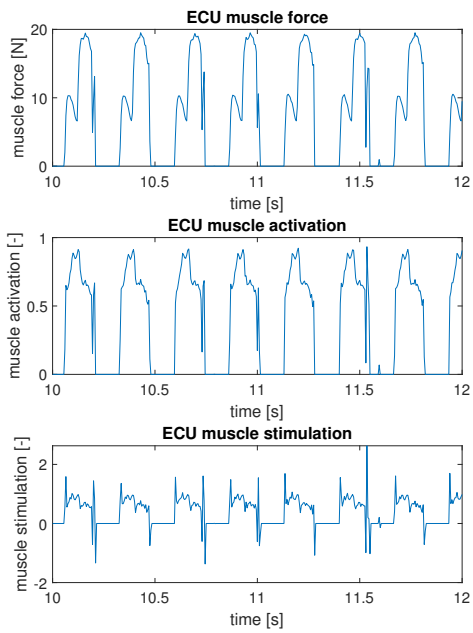 ECU muscle force
20
10
0
muscle force [N]
10 10.5 11 11.5 12
time [s]
ECU muscle activation
1
0.5
0
muscle activation [-]
10 10.5 11 11.5 12
time [s]
ECU muscle stimulation
2
0
-2
muscle stimulation [-]
10 10.5 11 11.5 12
time [s]